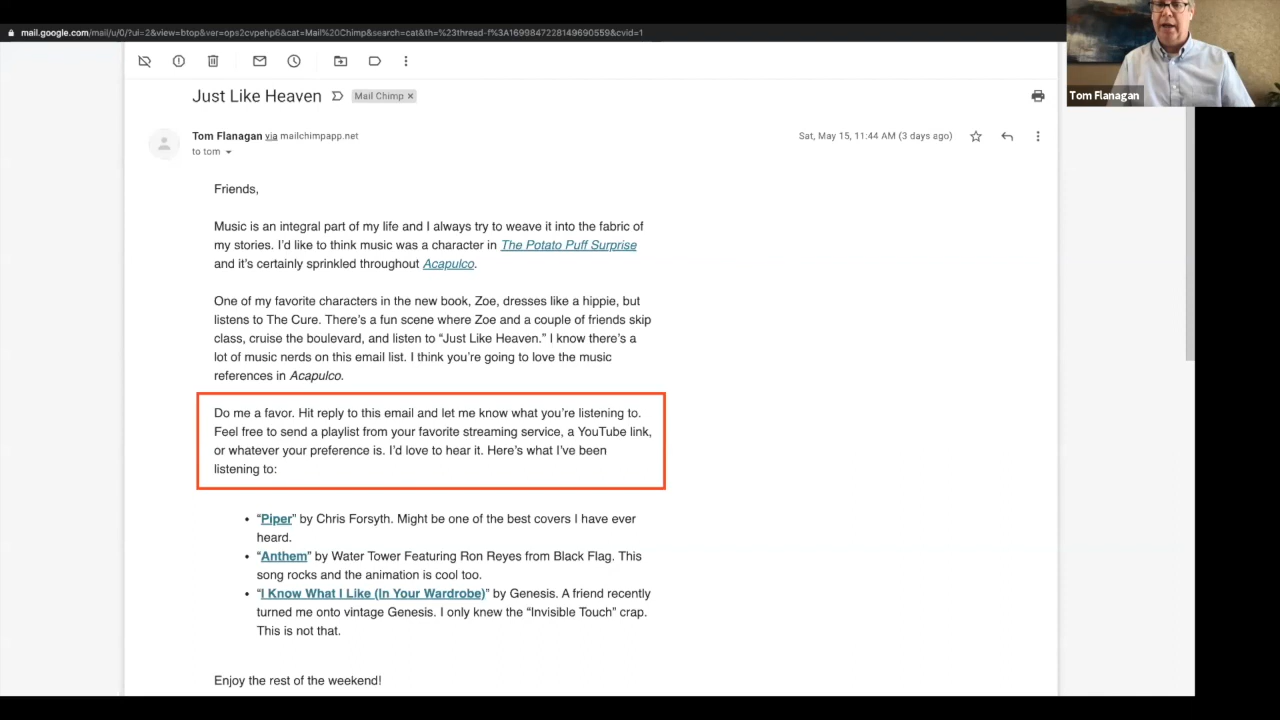 mail.google.com/mail/u/0/?ui=2&view=btop&ver=ops2cvpehp6&cat=Mail%20Chimp&search=cat&th=%23thread-f%3A1699847228149690559&cvid=1
Tom Flanagan
Just Like Heaven Mail Chimp ×
Tom Flanagan via mailchimpapp.net Sat, May 15, 11:44 AM (3 days ago)
to tom
Friends,
Music is an integral part of my life and I always try to weave it into the fabric of
my stories. I’d like to think music was a character in The Potato Puff Surprise
and it’s certainly sprinkled throughout Acapulco.
One of my favorite characters in the new book, Zoe, dresses like a hippie, but
listens to The Cure. There’s a fun scene where Zoe and a couple of friends skip
class, cruise the boulevard, and listen to “Just Like Heaven.” I know there’s a
lot of music nerds on this email list. I think you’re going to love the music
references in Acapulco.
Do me a favor. Hit reply to this email and let me know what you’re listening to.
Feel free to send a playlist from your favorite streaming service, a YouTube link,
or whatever your preference is. I’d love to hear it. Here’s what I’ve been
listening to:
• “Piper” by Chris Forsyth. Might be one of the best covers I have ever
heard.
• “Anthem” by Water Tower Featuring Ron Reyes from Black Flag. This
song rocks and the animation is cool too.
• “I Know What I Like (In Your Wardrobe)” by Genesis. A friend recently
turned me onto vintage Genesis. I only knew the “Invisible Touch” crap.
This is not that.
Enjoy the rest of the weekend!